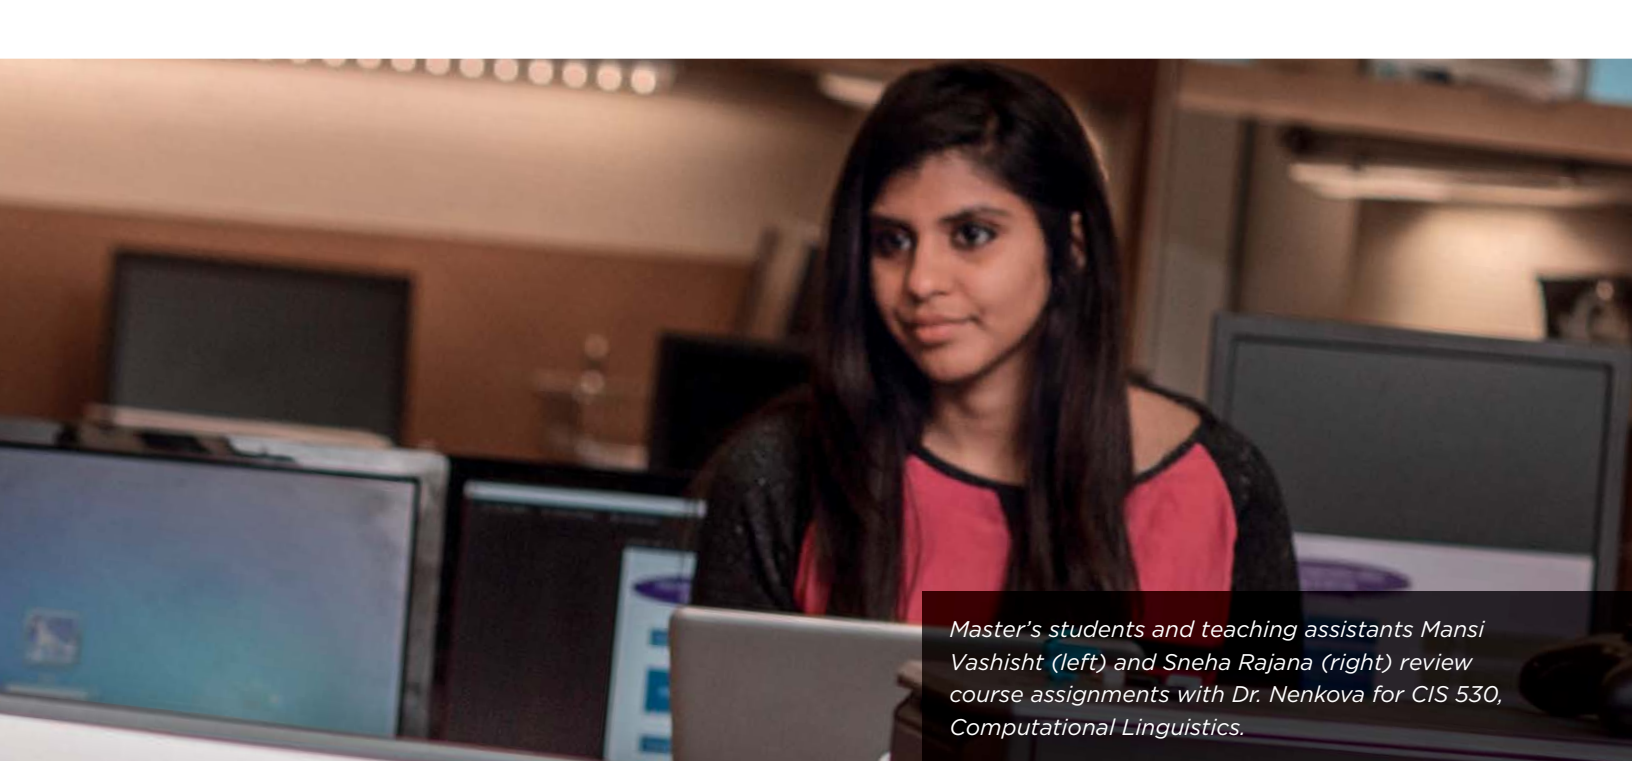 Master’s students and teaching assistants Mansi
Vashisht (left) and Sneha Rajana (right) review
course assignments with Dr. Nenkova for CIS 530,
Computational Linguistics.